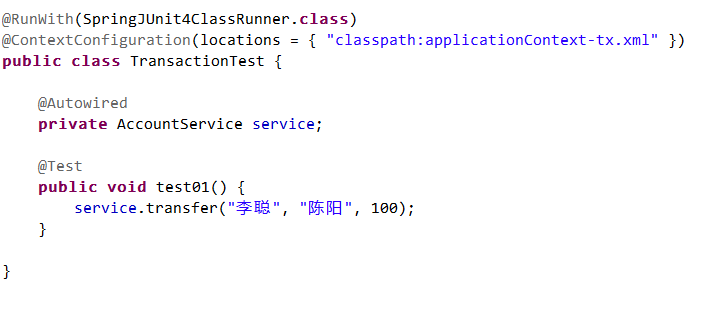 @RunWith(SpringJUnit4ClassRunner.class)
@ContextConfiguration(locations = { "classpath:applicationContext-tx.xml" })
public class TransactionTest {
@Autowired
private AccountService service;
@Test
public void test01() {
service.transfer("李聪", "陈阳", 100);
}
}